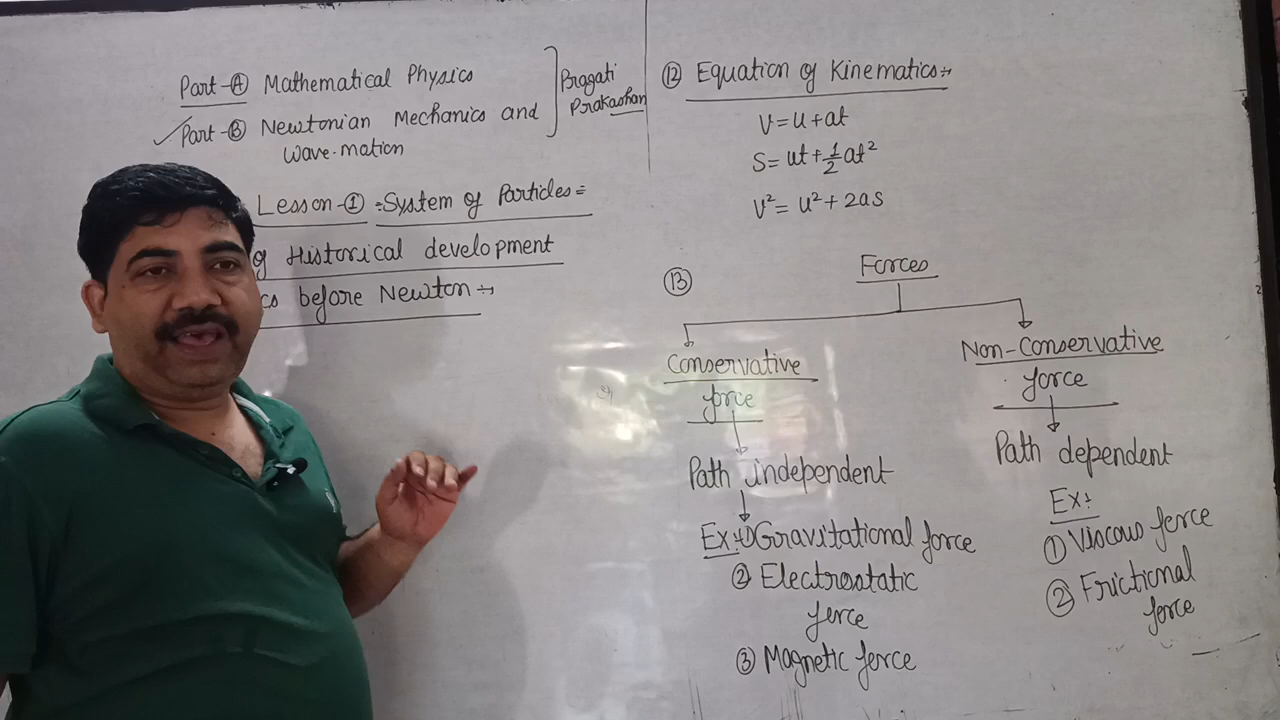 Part-Ⓐ Mathematical Physics
Part-Ⓑ Newtonian Mechanics and
wave-motion
Pragati
Prakashan
Lesson-① :-System of Particles:-
Historical development
before Newton:-
⑫ Equation of Kinematics:-
V=u+at
S=ut+½at²
V²=u²+2as
⑬ Forces
Conservative
force
Path independent
Ex:-① Gravitational force
② Electrostatic
force
③ Magnetic force
Non-Conservative
force
Path dependent
Ex:-
① Viscous force
② Frictional
force